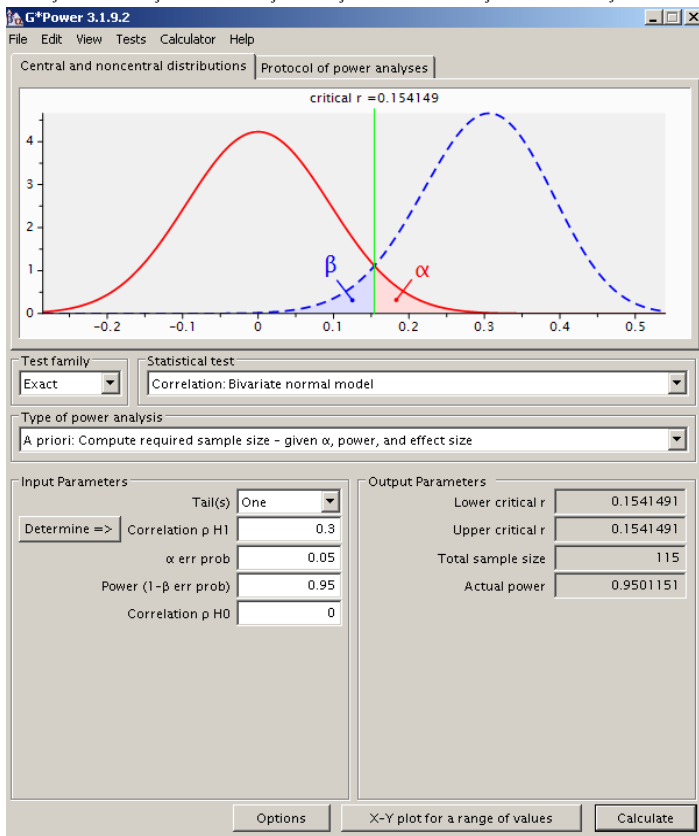 G*Power 3.1.9.2
File Edit View Tests Calculator Help
Central and noncentral distributions Protocol of power analyses
critical r =0.154149
4
3
2
1
0
β α
-0.2 -0.1 0 0.1 0.2 0.3 0.4 0.5
Test family Statistical test
Exact Correlation: Bivariate normal model
Type of power analysis
A priori: Compute required sample size – given α, power, and effect size
Input Parameters Output Parameters
Tail(s) One Lower critical r 0.1541491
Determine => Correlation ρ H1 0.3 Upper critical r 0.1541491
α err prob 0.05 Total sample size 115
Power (1-β err prob) 0.95 Actual power 0.9501151
Correlation ρ H0 0
Options X-Y plot for a range of values Calculate